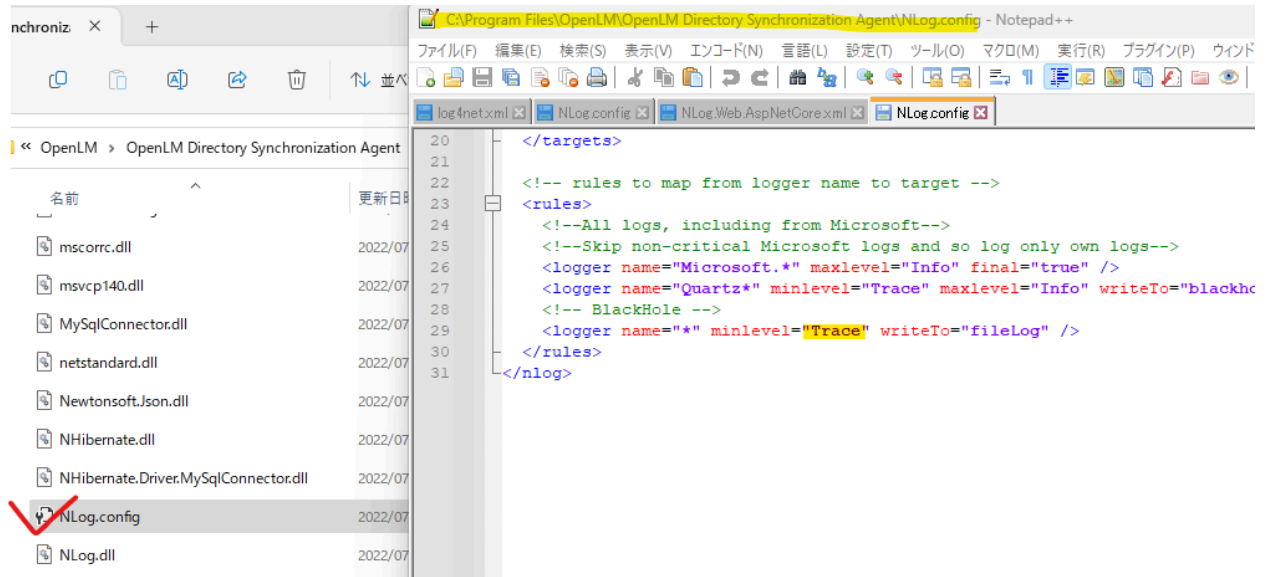 nchroniz
並べ
« OpenLM > OpenLM Directory Synchronization Agent
名前
更新日時
mscorrc.dll 2022/07
msvcp140.dll 2022/07
MySqlConnector.dll 2022/07
netstandard.dll 2022/07
Newtonsoft.Json.dll 2022/07
NHibernate.dll 2022/07
NHibernate.Driver.MySqlConnector.dll 2022/07
NLog.config 2022/07
NLog.dll 2022/07
C:\Program Files\OpenLM\OpenLM Directory Synchronization Agent\NLog.config - Notepad++
ファイル(F) 編集(E) 検索(S) 表示(V) エンコード(N) 言語(L) 設定(T) ツール(O) マクロ(M) 実行(R) プラグイン(P) ウィンド
log4net.xml NLog.config NLog.Web.AspNetCore.xml NLog.config
20 </targets>
21
22 <!-- rules to map from logger name to target -->
23 <rules>
24 <!--All logs, including from Microsoft-->
25 <!--Skip non-critical Microsoft logs and so log only own logs-->
26 <logger name="Microsoft.*" maxlevel="Info" final="true" />
27 <logger name="Quartz*" minlevel="Trace" maxlevel="Info" writeTo="blackho
28 <!-- BlackHole -->
29 <logger name="*" minlevel="Trace" writeTo="fileLog" />
30 </rules>
31 </nlog>